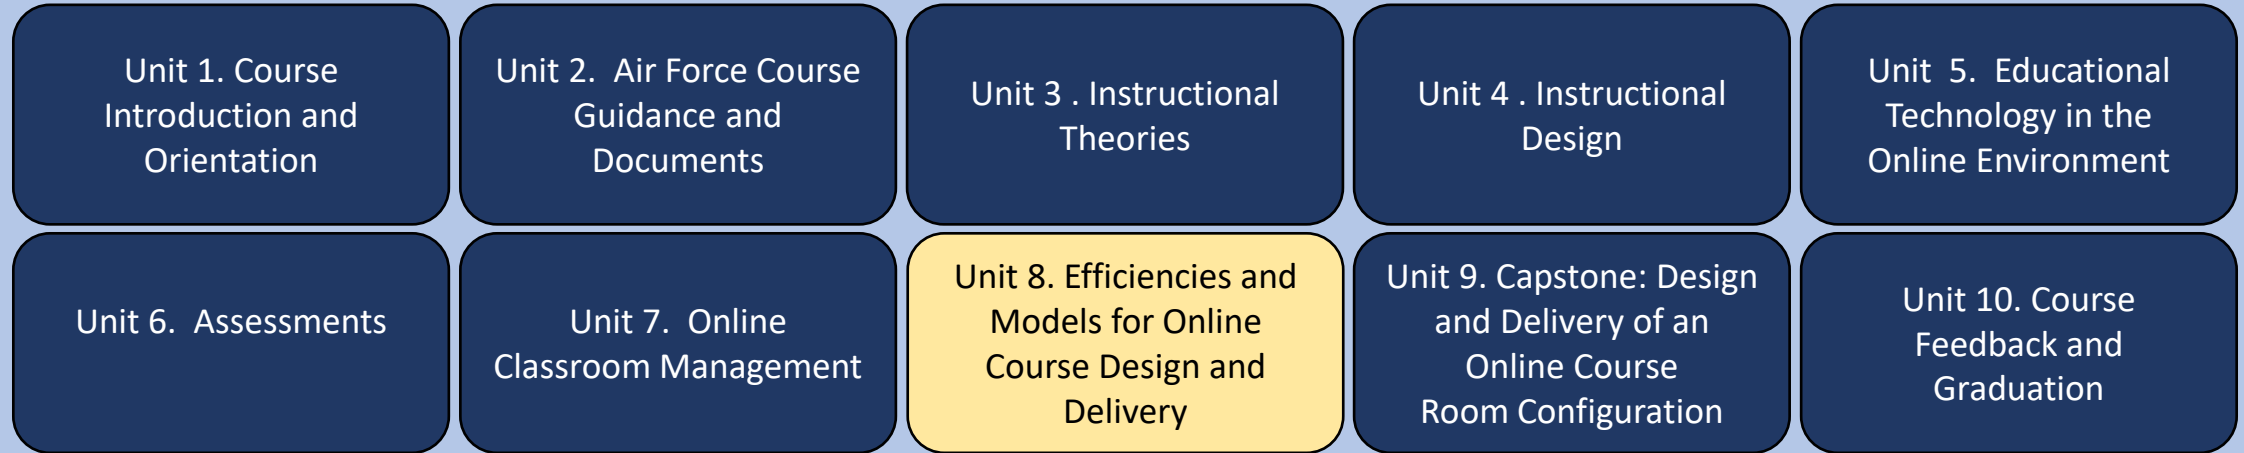 Unit 1. Course
Introduction and
Orientation
Unit 2.  Air Force Course
Guidance and
Documents
Unit 3 . Instructional
Theories
Unit 4 . Instructional
Design
Unit  5.  Educational
Technology in the
Online Environment
Unit 6.  Assessments
Unit 7.  Online
Classroom Management
Unit 8. Efficiencies and
Models for Online
Course Design and
Delivery
Unit 9. Capstone: Design
and Delivery of an
Online Course
Room Configuration
Unit 10. Course
Feedback and
Graduation